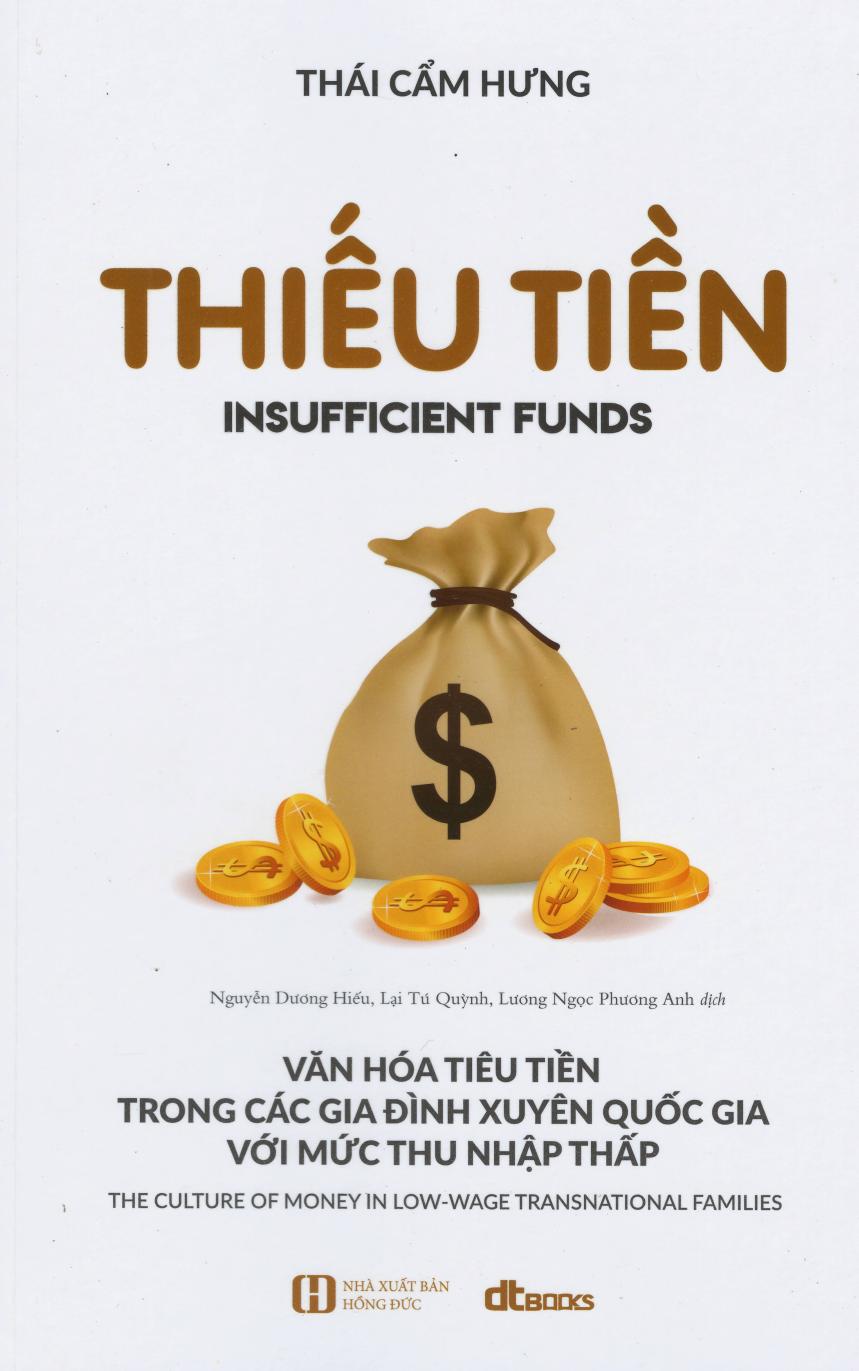 THÁI CẨM HƯNG
THIẾU TIỀN
INSUFFICIENT FUNDS
$
Nguyễn Dương Hiếu, Lại Tú Quỳnh, Lương Ngọc Phương Anh dịch
VĂN HÓA TIÊU TIỀN
TRONG CÁC GIA ĐÌNH XUYÊN QUỐC GIA
VỚI MỨC THU NHẬP THẤP
THE CULTURE OF MONEY IN LOW-WAGE TRANSNATIONAL FAMILIES
NHÀ XUẤT BẢN
HỒNG ĐỨC
dtBOOKS